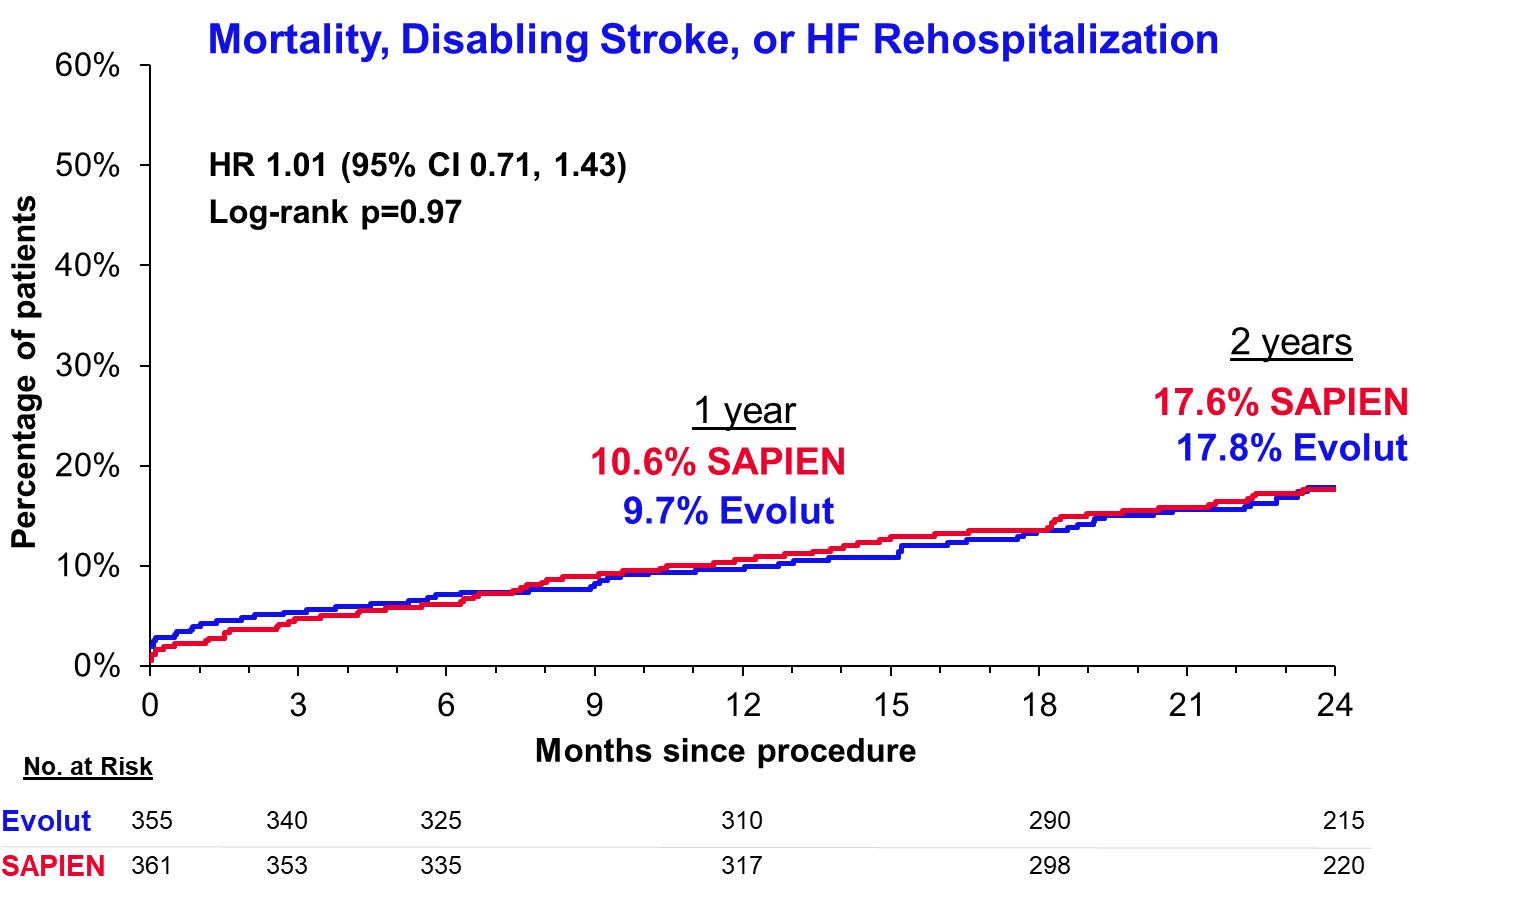 Mortality, Disabling Stroke, or HF Rehospitalization
60%
50%
40%
30%
20%
10%
0%
Percentage of patients
HR 1.01 (95% CI 0.71, 1.43)
Log-rank p=0.97
1 year
10.6% SAPIEN
9.7% Evolut
2 years
17.6% SAPIEN
17.8% Evolut
0 3 6 9 12 15 18 21 24
Months since procedure
No. at Risk
Evolut 355 340 325 310 290 215
SAPIEN 361 353 335 317 298 220